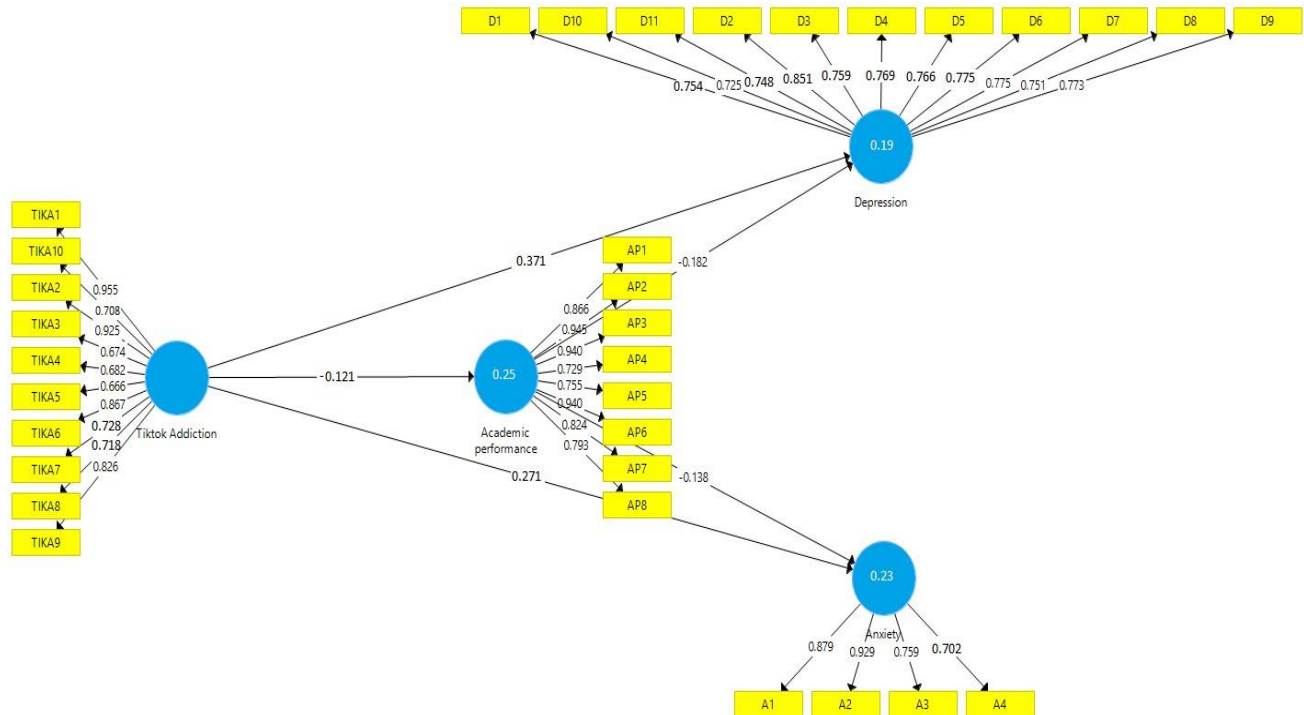 D1 D10 D11 D2 D3 D4 D5 D6 D7 D8 D9
0.754 0.725 0.748 0.851 0.759 0.769 0.766 0.775 0.775 0.751 0.773
0.19
Depression
TIKA1
TIKA10
TIKA2
TIKA3
TIKA4
TIKA5
TIKA6
TIKA7
TIKA8
TIKA9
0.955
0.708
0.925
0.674
0.682
0.666
0.867
0.728
0.718
0.826
Tiktok Addiction
0.371
-0.121
0.271
0.25
Academic
performance
0.866
0.945
0.940
0.729
0.755
0.940
0.824
0.793
AP1
AP2
AP3
AP4
AP5
AP6
AP7
AP8
-0.182
-0.138
0.23
Anxiety
0.879 0.929 0.759 0.702
A1 A2 A3 A4